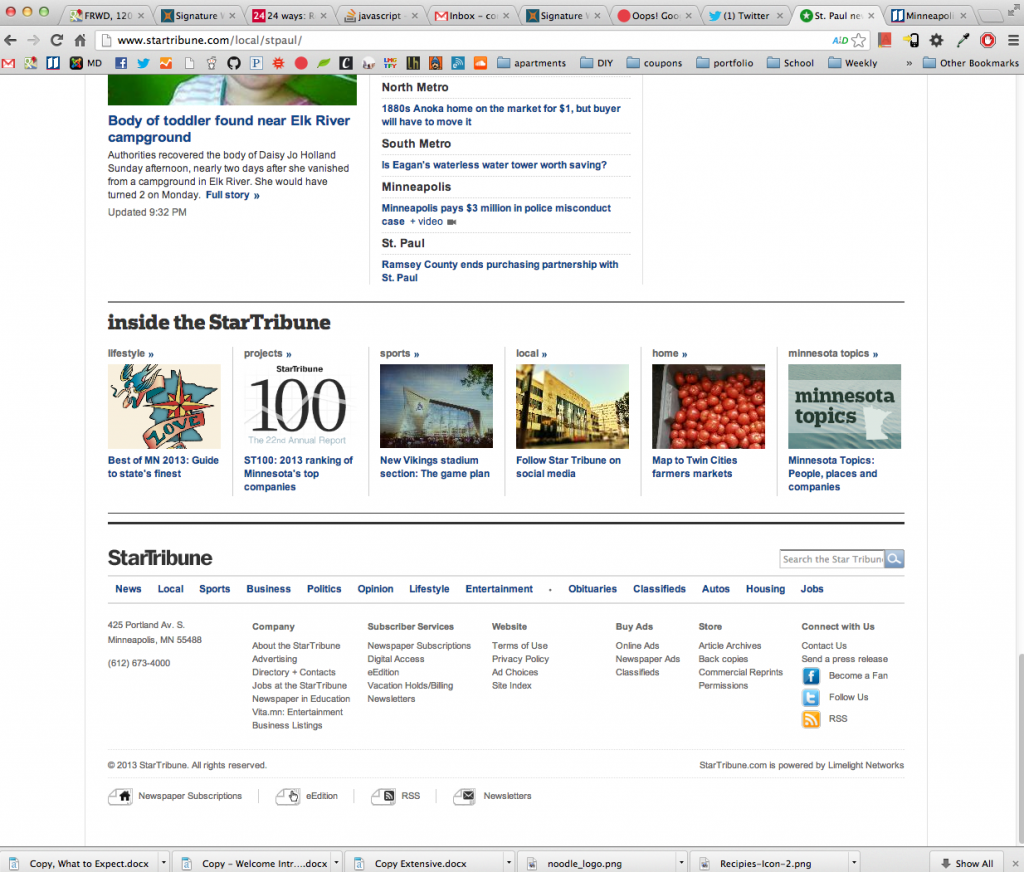 FRWD, 120
Signature W
24 24 ways: R
javascript
Inbox – co
Signature W
Oops! Goo
(1) Twitter
St. Paul ne
Minneapoli
www.startribune.com/local/stpaul/
MD
apartments
DIY
coupons
portfolio
School
Weekly
»
Other Bookmarks
Body of toddler found near Elk River
campground
Authorities recovered the body of Daisy Jo Holland
Sunday afternoon, nearly two days after she vanished
from a campground in Elk River. She would have
turned 2 on Monday. Full story »
Updated 9:32 PM
North Metro
1880s Anoka home on the market for $1, but buyer
will have to move it
South Metro
Is Eagan's waterless water tower worth saving?
Minneapolis
Minneapolis pays $3 million in police misconduct
case + video
St. Paul
Ramsey County ends purchasing partnership with
St. Paul
inside the StarTribune
lifestyle »
LOVE
Best of MN 2013: Guide
to state's finest
projects »
StarTribune
100
The 22nd Annual Report
ST100: 2013 ranking of
Minnesota's top
companies
sports »
New Vikings stadium
section: The game plan
local »
Follow Star Tribune on
social media
home »
Map to Twin Cities
farmers markets
minnesota topics »
minnesota
topics
Minnesota Topics:
People, places and
companies
StarTribune
Search the Star Tribun
News Local Sports Business Politics Opinion Lifestyle Entertainment • Obituaries Classifieds Autos Housing Jobs
425 Portland Av. S.
Minneapolis, MN 55488
(612) 673-4000
Company
About the StarTribune
Advertising
Directory + Contacts
Jobs at the StarTribune
Newspaper in Education
Vita.mn: Entertainment
Business Listings
Subscriber Services
Newspaper Subscriptions
Digital Access
eEdition
Vacation Holds/Billing
Newsletters
Website
Terms of Use
Privacy Policy
Ad Choices
Site Index
Buy Ads
Online Ads
Newspaper Ads
Classifieds
Store
Article Archives
Back copies
Commercial Reprints
Permissions
Connect with Us
Contact Us
Send a press release
Become a Fan
Follow Us
RSS
© 2013 StarTribune. All rights reserved.
StarTribune.com is powered by Limelight Networks
Newspaper Subscriptions
eEdition
RSS
Newsletters
Copy, What to Expect.docx
Copy – Welcome Intr....docx
Copy Extensive.docx
noodle_logo.png
Recipies-Icon-2.png
Show All